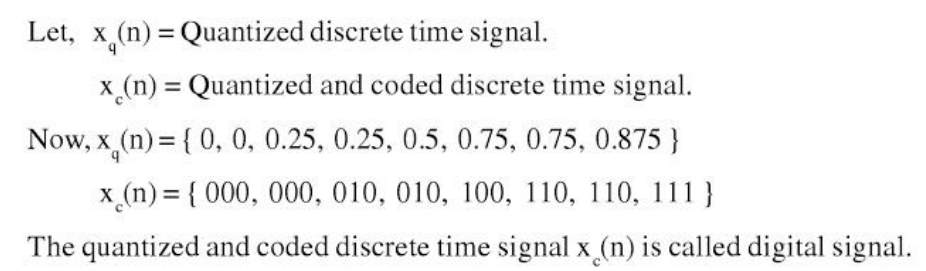 Let, x_q(n) = Quantized discrete time signal.
x_c(n) = Quantized and coded discrete time signal.
Now, x_q(n) = { 0, 0, 0.25, 0.25, 0.5, 0.75, 0.75, 0.875 }
x_c(n) = { 000, 000, 010, 010, 100, 110, 110, 111 }
The quantized and coded discrete time signal x_c(n) is called digital signal.